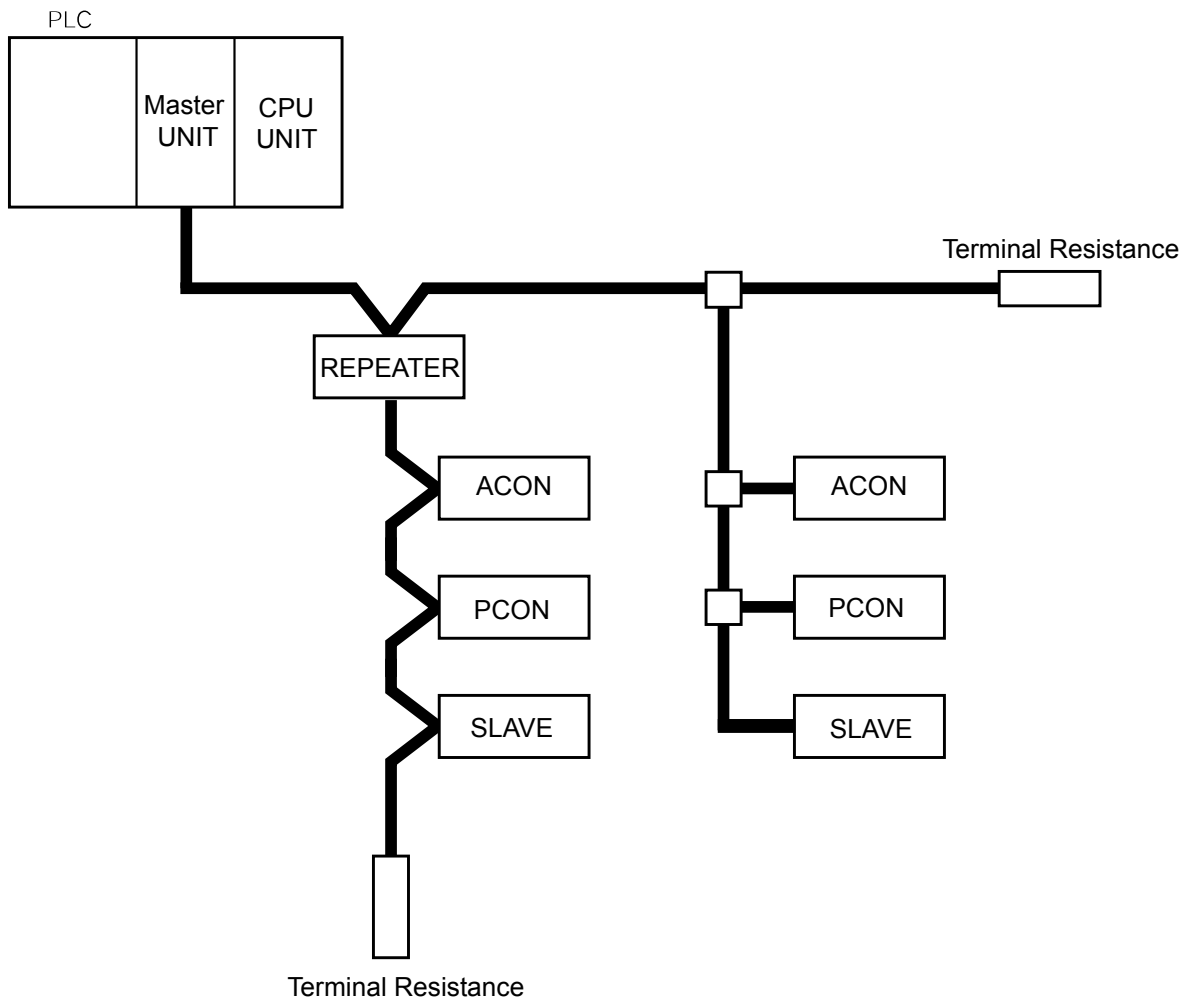 PLC
Master
UNIT
CPU
UNIT
Terminal Resistance
REPEATER
ACON
ACON
PCON
PCON
SLAVE
SLAVE
Terminal Resistance